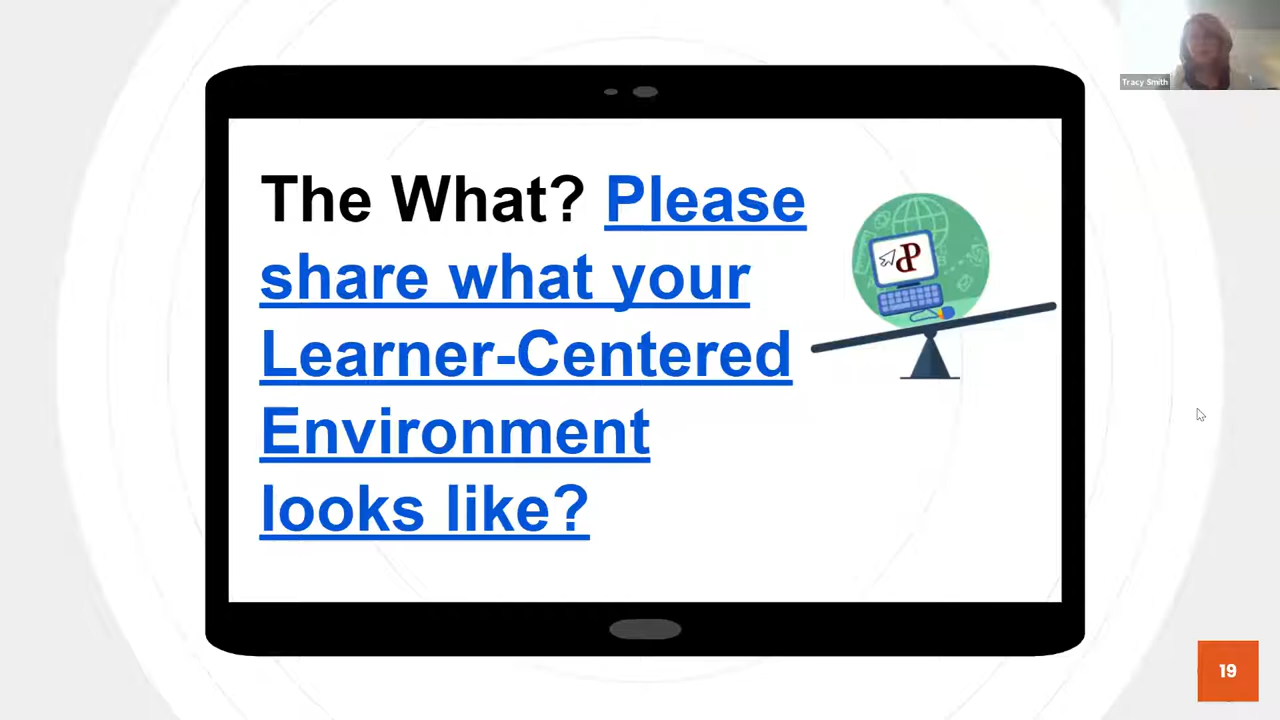 Tracy Smith
The What? Please
share what your
Learner-Centered
Environment
looks like?
19